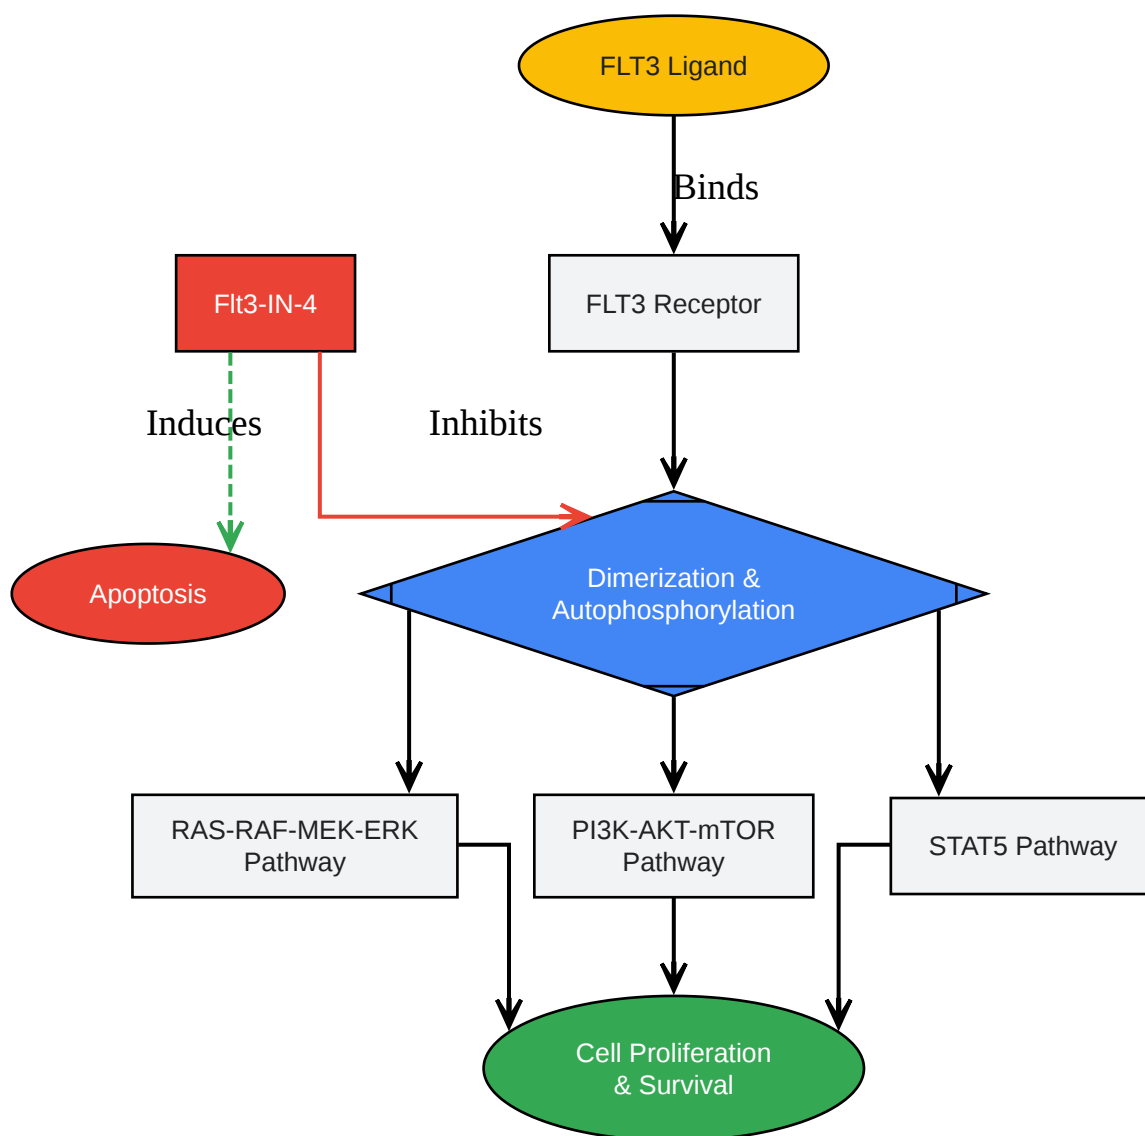 FLT3 Ligand
Binds
Flt3-IN-4
FLT3 Receptor
Induces
Inhibits
Apoptosis
Dimerization &
Autophosphorylation
RAS-RAF-MEK-ERK
Pathway
PI3K-AKT-mTOR
Pathway
STAT5 Pathway
Cell Proliferation
& Survival